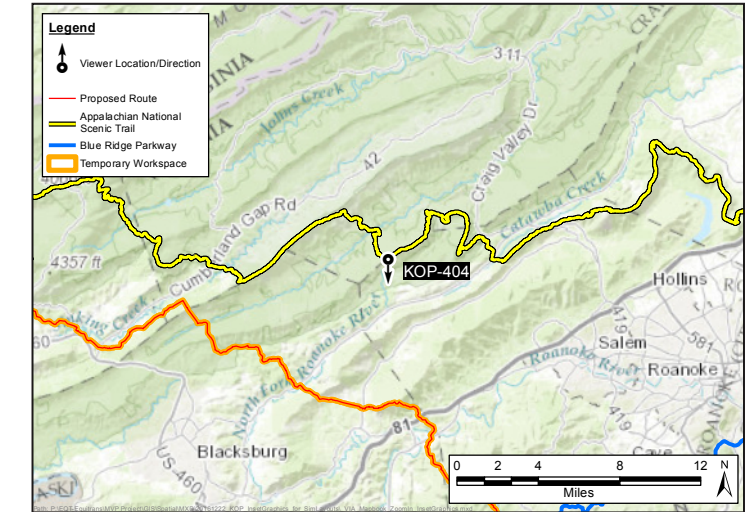 Legend
Viewer Location/Direction
Proposed Route
Appalachian National
Scenic Trail
Blue Ridge Parkway
Temporary Workspace
311
Johns Creek
42
Craig Valley Dr
Cumberland Gap Rd
Catawba Creek
4357 ft
KOP-404
Hollins
419
Salem
581
Roanoke
Roanoke River
North Fork Roanoke River
81
419
Blacksburg
US 460
Cave
0 2 4 8 12
Miles
N